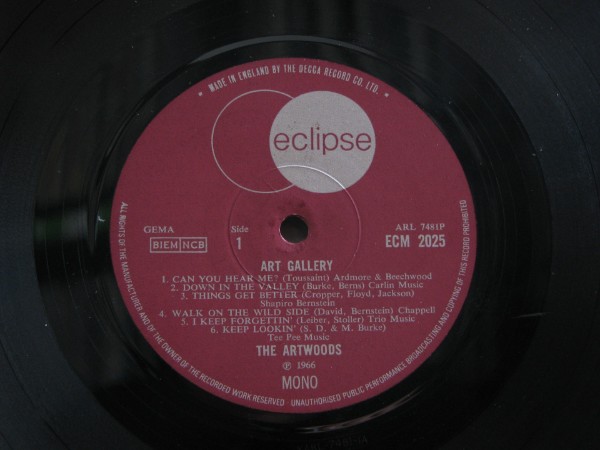 • MADE IN ENGLAND BY THE DECCA RECORD CO. LTD. •
eclipse
GEMA
BIEM NCB
Side
1
ARL 7481P
ECM 2025
ART GALLERY
1. CAN YOU HEAR ME? (Toussaint) Ardmore & Beechwood
2. DOWN IN THE VALLEY (Burke, Berns) Carlin Music
3. THINGS GET BETTER (Cropper, Floyd, Jackson)
Shapiro Bernstein
4. WALK ON THE WILD SIDE (David, Bernstein) Chappell
5. I KEEP FORGETTIN' (Leiber, Stoller) Trio Music
6. KEEP LOOKIN' (S. D. & M. Burke)
Tee Pee Music
THE ARTWOODS
℗ 1966
MONO
ALL RIGHTS OF THE MANUFACTURER AND OF THE OWNER OF THE RECORDED WORK RESERVED UNAUTHORISED PUBLIC PERFORMANCE BROADCASTING AND COPYING OF THIS RECORD PROHIBITED